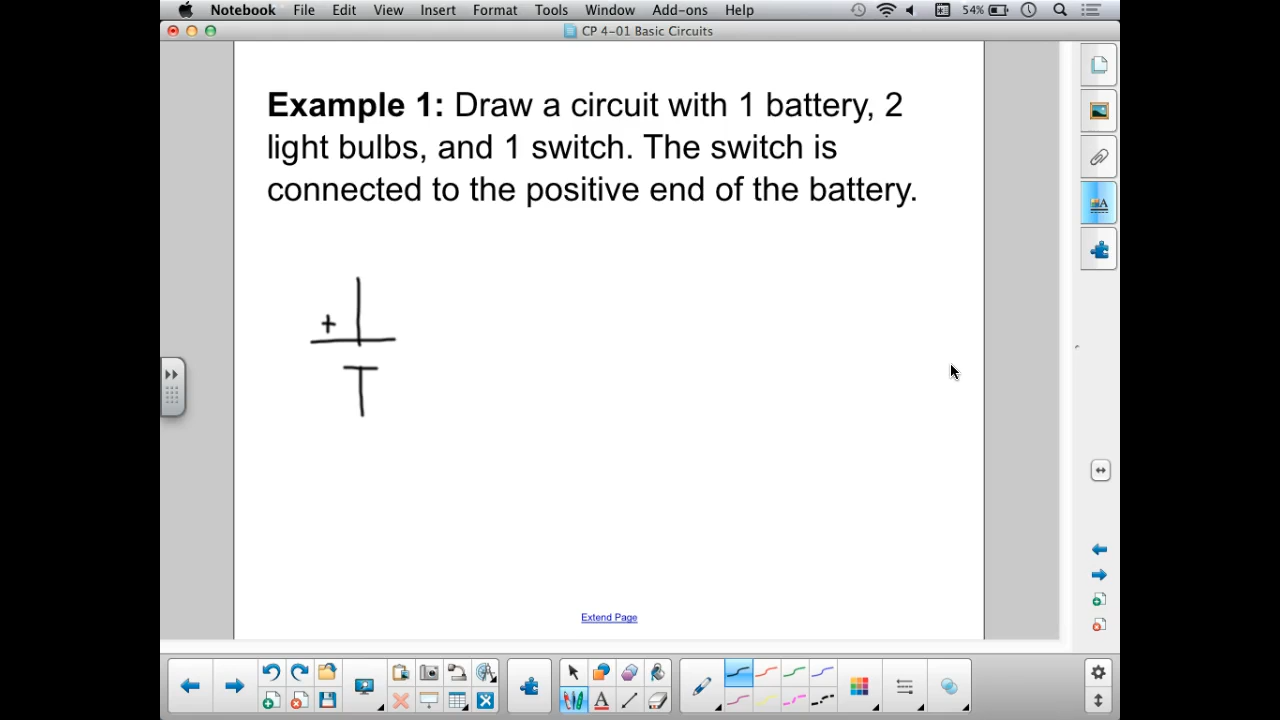 Notebook File Edit View Insert Format Tools Window Add-ons Help 54%
CP 4-01 Basic Circuits
Example 1: Draw a circuit with 1 battery, 2
light bulbs, and 1 switch. The switch is
connected to the positive end of the battery.
+
Extend Page